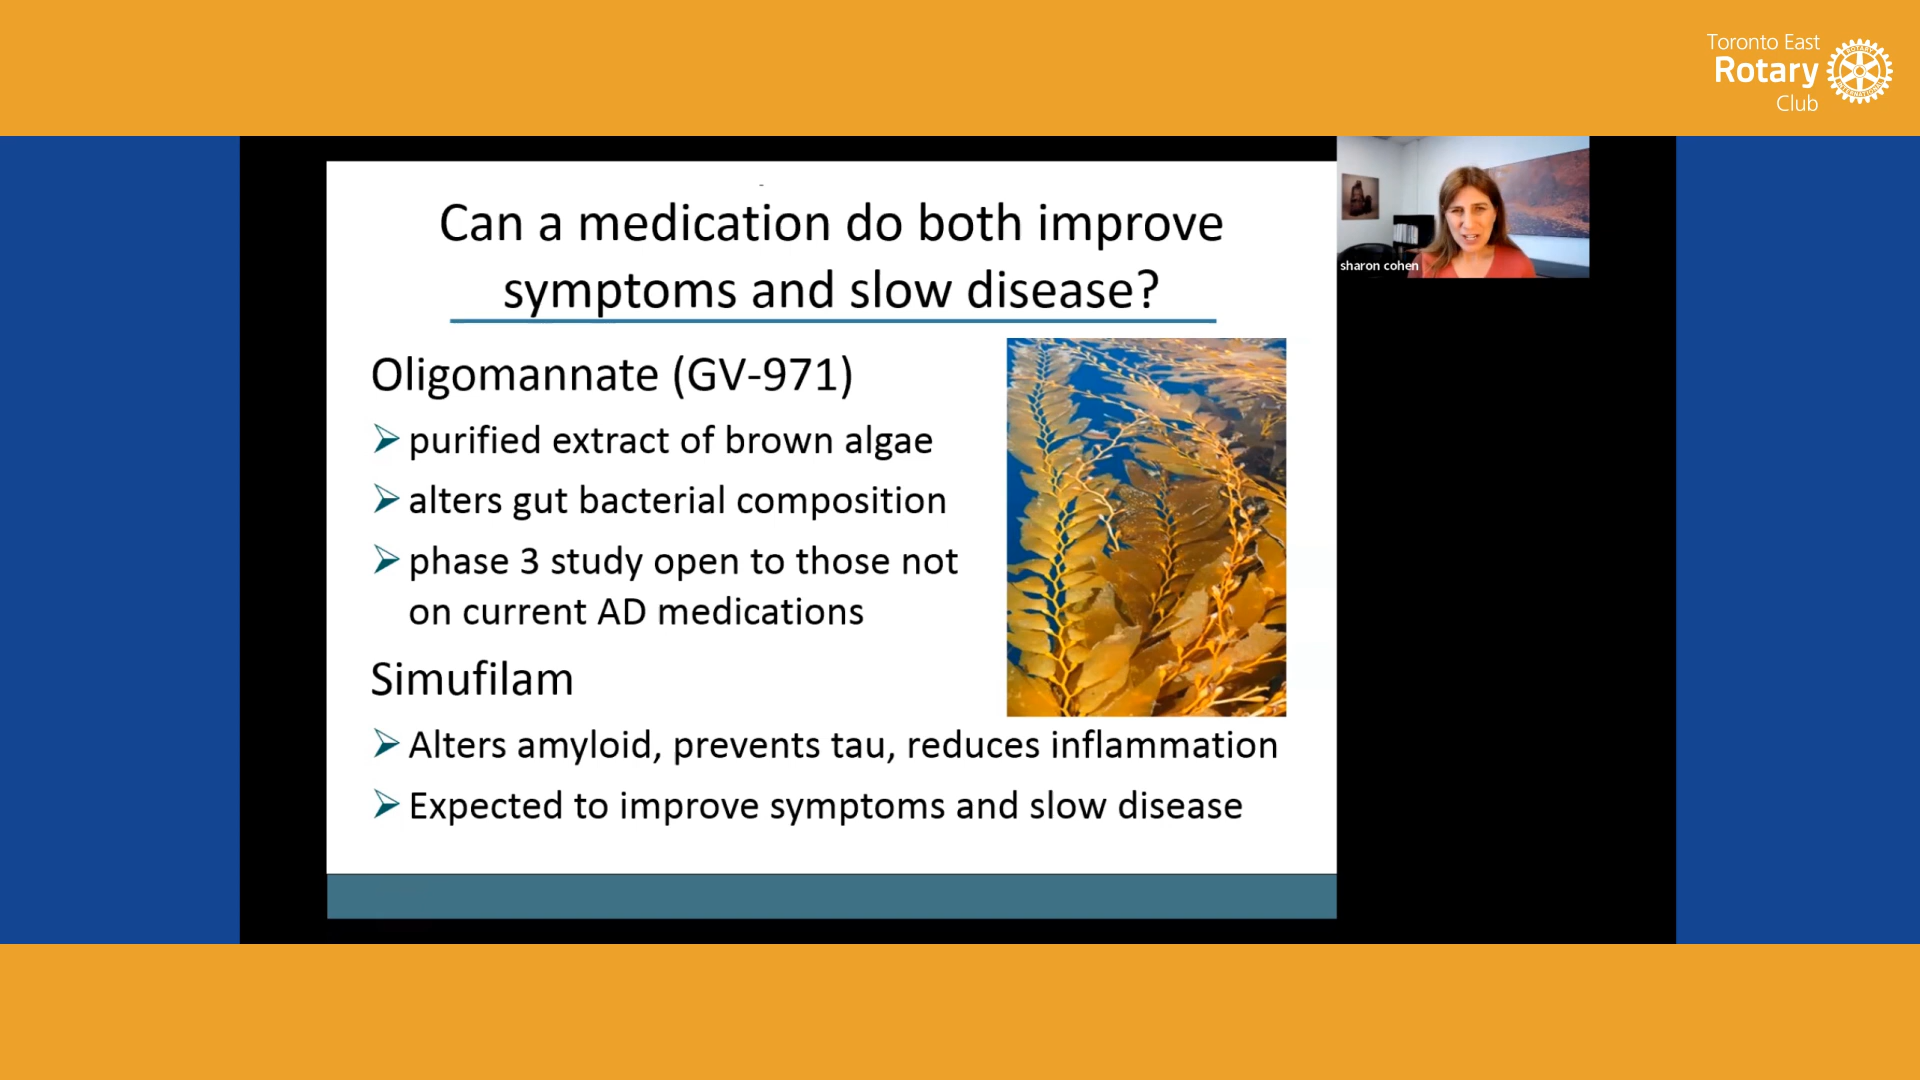 Toronto East
Rotary
Club
Can a medication do both improve
symptoms and slow disease?
Oligomannate (GV-971)
➢ purified extract of brown algae
➢ alters gut bacterial composition
➢ phase 3 study open to those not
on current AD medications
Simufilam
➢ Alters amyloid, prevents tau, reduces inflammation
➢ Expected to improve symptoms and slow disease
sharon cohen